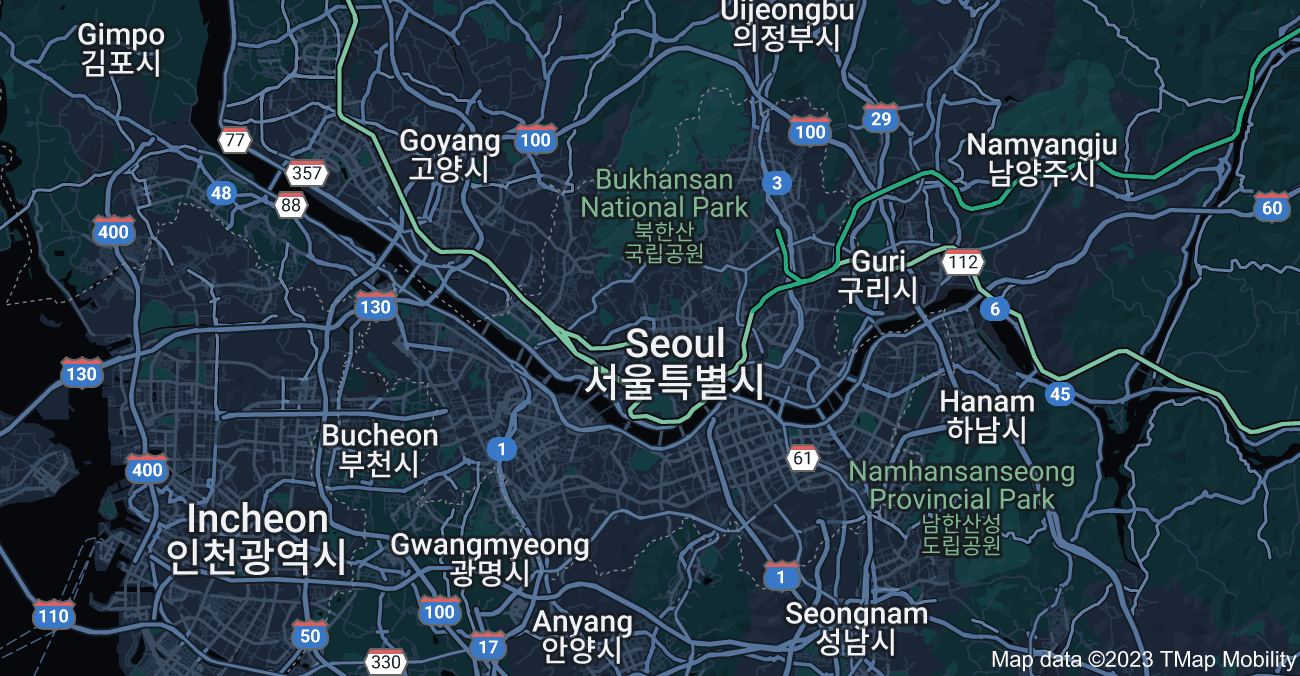 Uijeongbu
의정부시
Gimpo
김포시
77
Goyang
고양시
100
100
29
Namyangju
남양주시
357
48
88
Bukhansan
National Park
북한산
국립공원
3
60
400
Guri
구리시
112
130
6
Seoul
서울특별시
130
45
Hanam
하남시
Bucheon
부천시
1
61
400
Namhansanseong
Provincial Park
남한산성
도립공원
Incheon
인천광역시
Gwangmyeong
광명시
1
110
100
50
17
Anyang
안양시
Seongnam
성남시
330
Map data ©2023 TMap Mobility